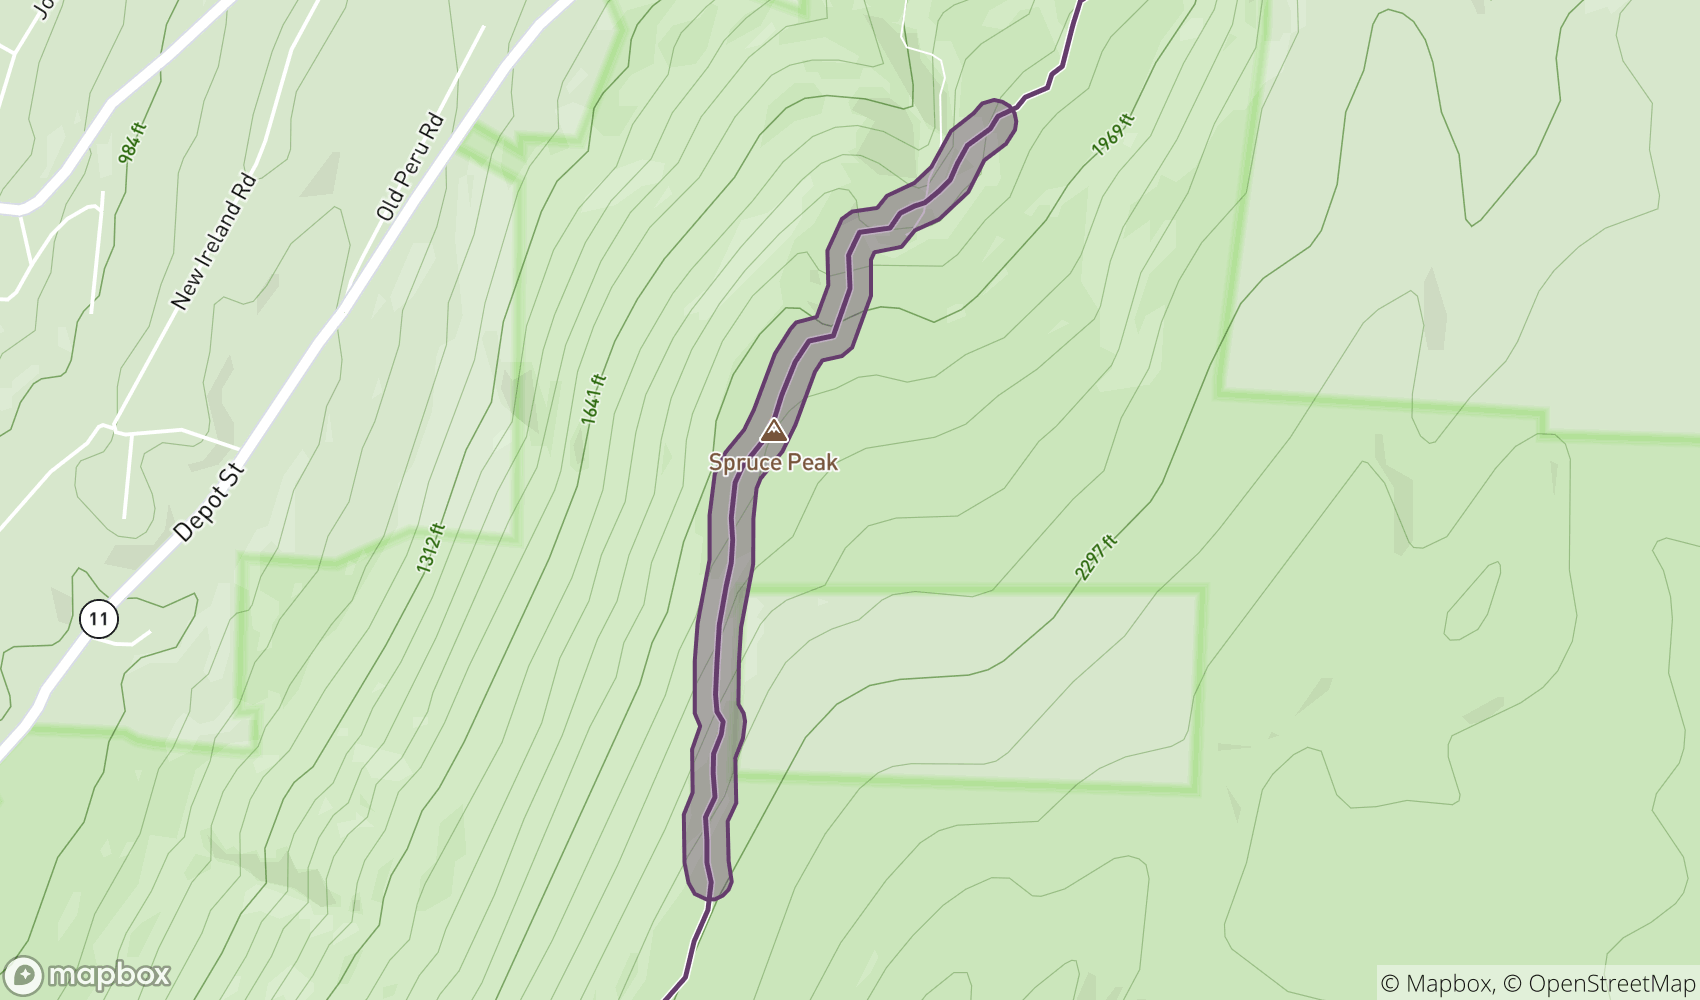 Jo
984 ft
Old Peru Rd
1969 ft
New Ireland Rd
1641 ft
Spruce Peak
Depot St
1312 ft
2297 ft
11
mapbox
© Mapbox, © OpenStreetMap